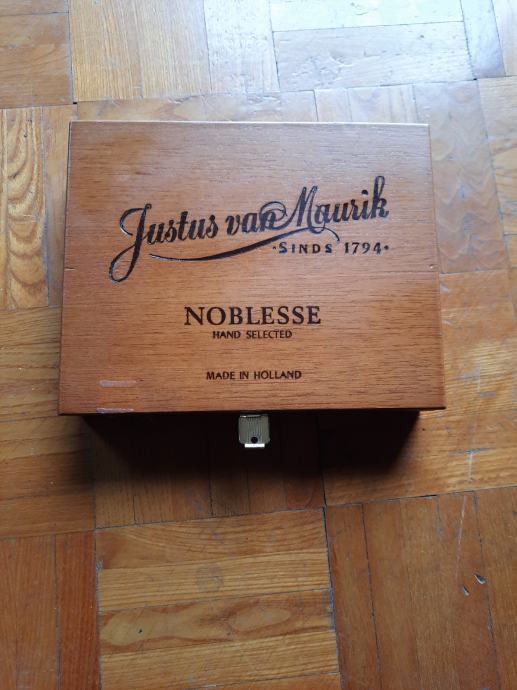 Justus van Maurik
·SINDS 1794·
NOBLESSE
HAND SELECTED
MADE IN HOLLAND